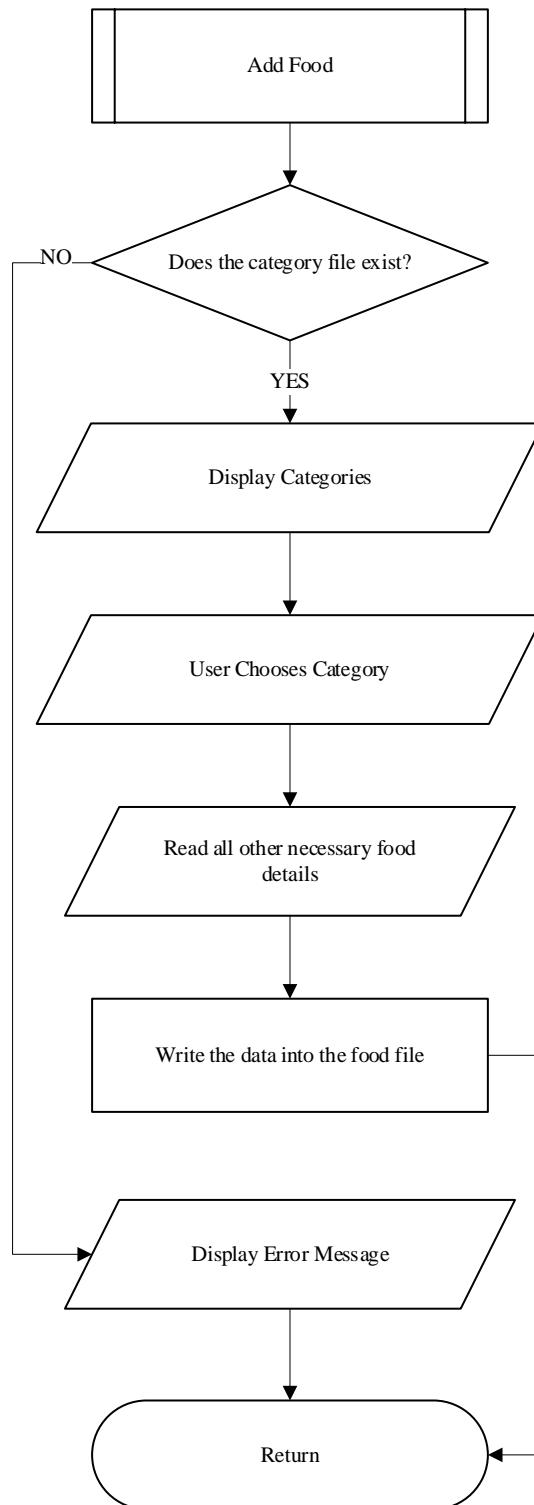 Add Food
Does the category file exist?
NO
YES
Display Categories
User Chooses Category
Read all other necessary food
details
Write the data into the food file
Display Error Message
Return